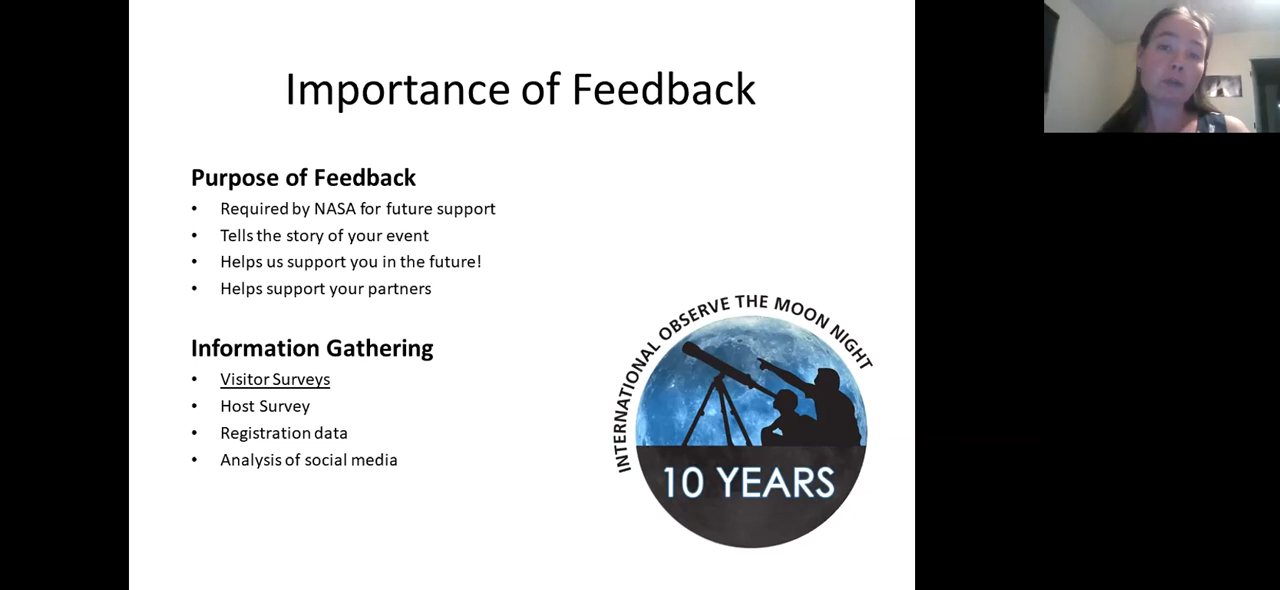 Importance of Feedback
Purpose of Feedback
• Required by NASA for future support
• Tells the story of your event
• Helps us support you in the future!
• Helps support your partners
Information Gathering
• Visitor Surveys
• Host Survey
• Registration data
• Analysis of social media
INTERNATIONAL OBSERVE THE MOON NIGHT
10 YEARS